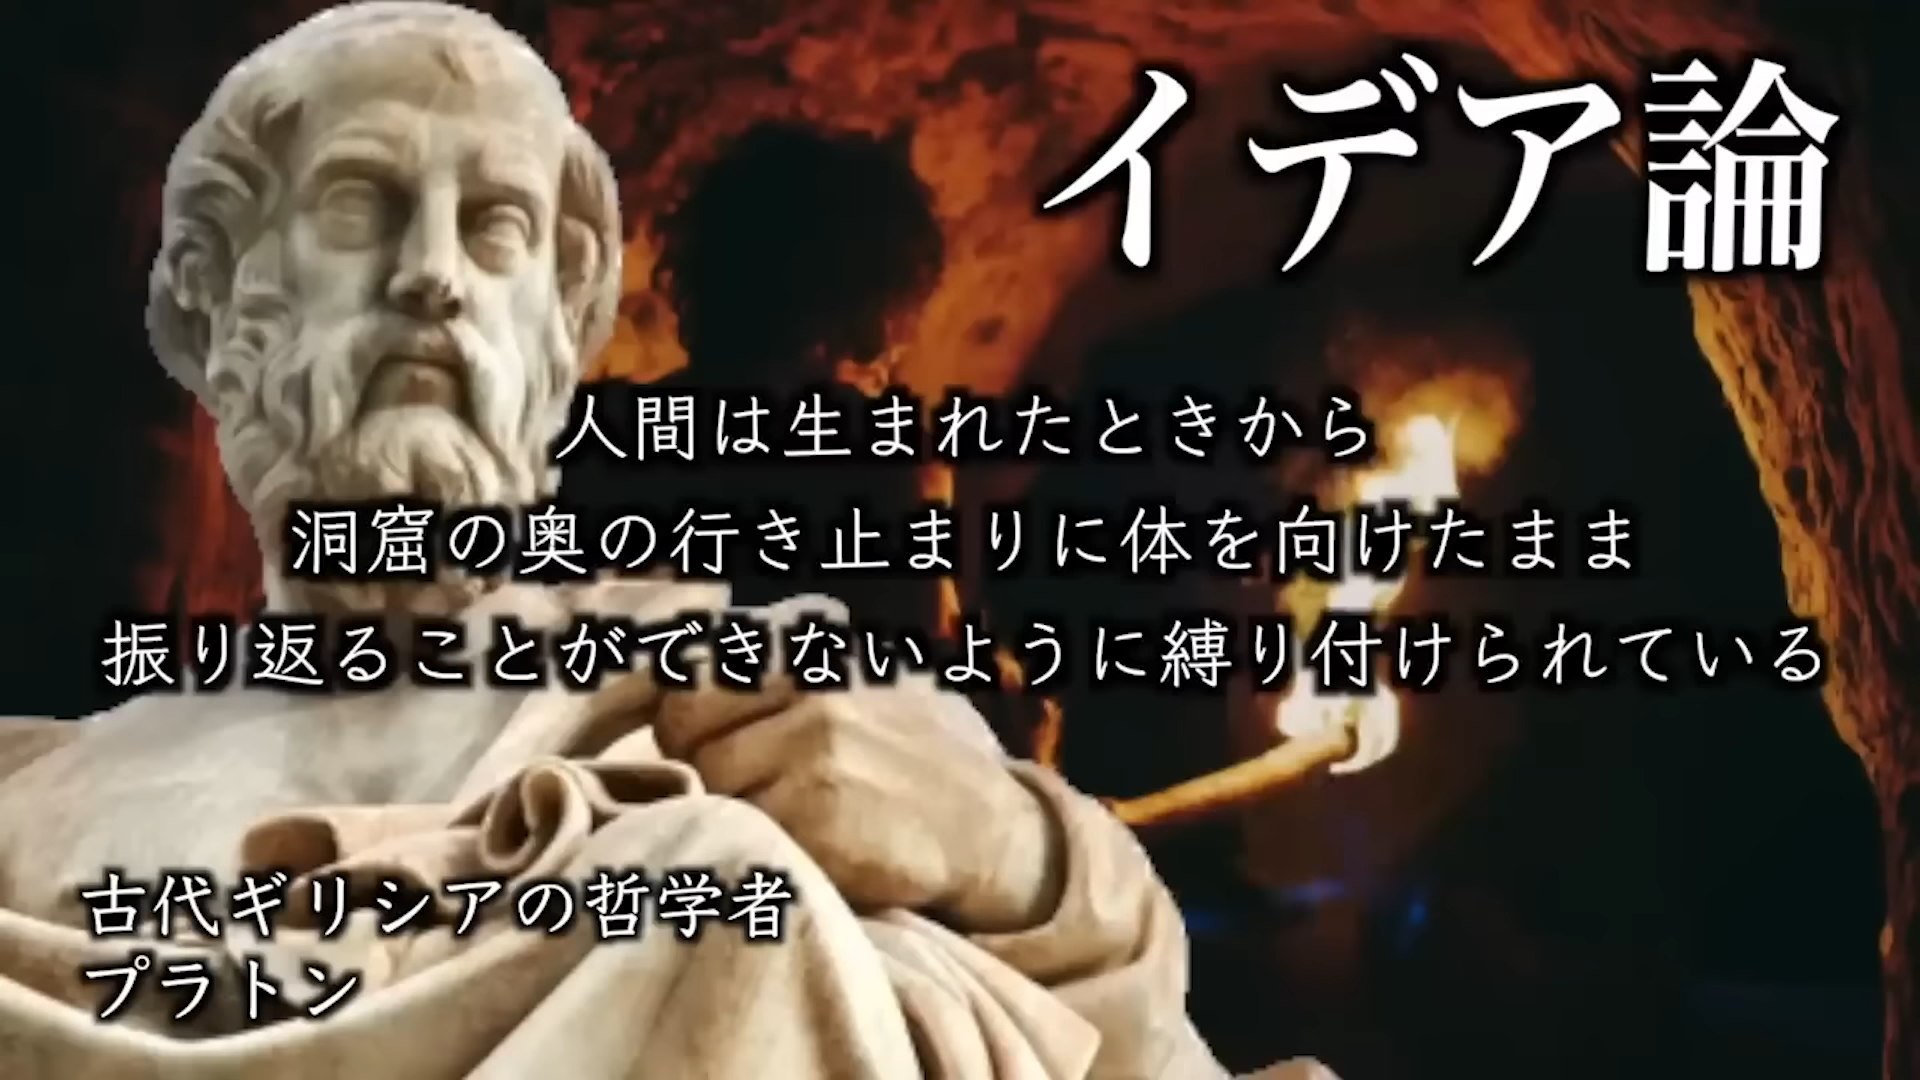 イデア論
人間は生まれたときから
洞窟の奥の行き止まりに体を向けたまま
振り返ることができないように縛り付けられている
古代ギリシアの哲学者
プラトン